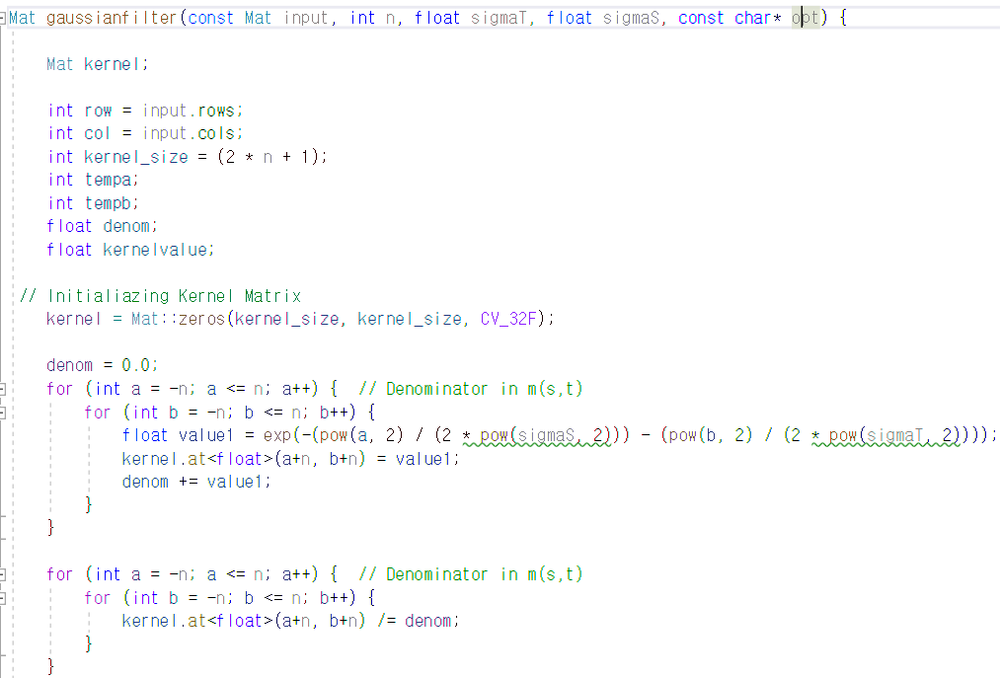 Mat gaussianfilter(const Mat input, int n, float sigmaT, float sigmaS, const char* opt) {
Mat kernel;
int row = input.rows;
int col = input.cols;
int kernel_size = (2 * n + 1);
int tempa;
int tempb;
float denom;
float kernelvalue;
// Initialiazing Kernel Matrix
kernel = Mat::zeros(kernel_size, kernel_size, CV_32F);
denom = 0.0;
for (int a = -n; a <= n; a++) {  // Denominator in m(s,t)
for (int b = -n; b <= n; b++) {
float value1 = exp(-(pow(a, 2) / (2 * pow(sigmaS, 2))) - (pow(b, 2) / (2 * pow(sigmaT, 2))));
kernel.at<float>(a+n, b+n) = value1;
denom += value1;
}
}
for (int a = -n; a <= n; a++) {  // Denominator in m(s,t)
for (int b = -n; b <= n; b++) {
kernel.at<float>(a+n, b+n) /= denom;
}
}